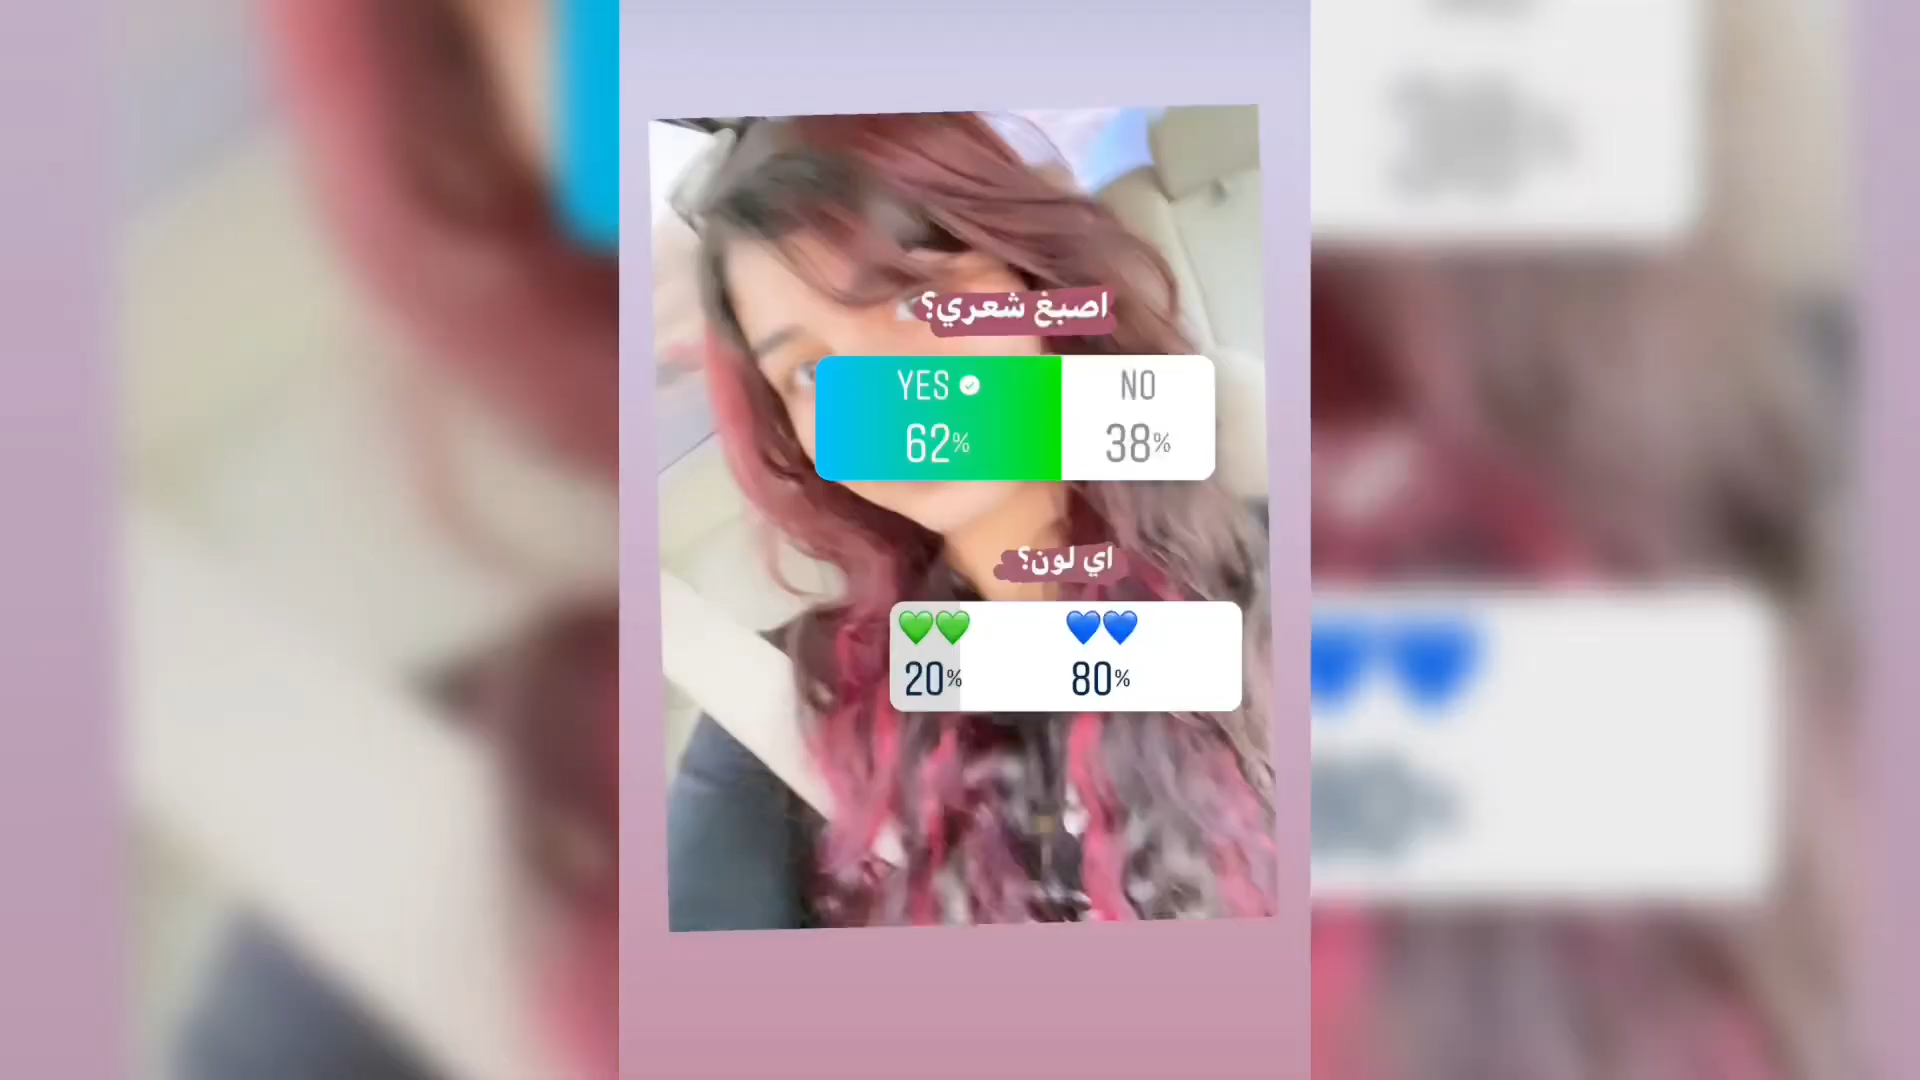 اصبغ شعري؟
YES NO
62% 38%
اي لون؟
💚💚 💙💙
20% 80%